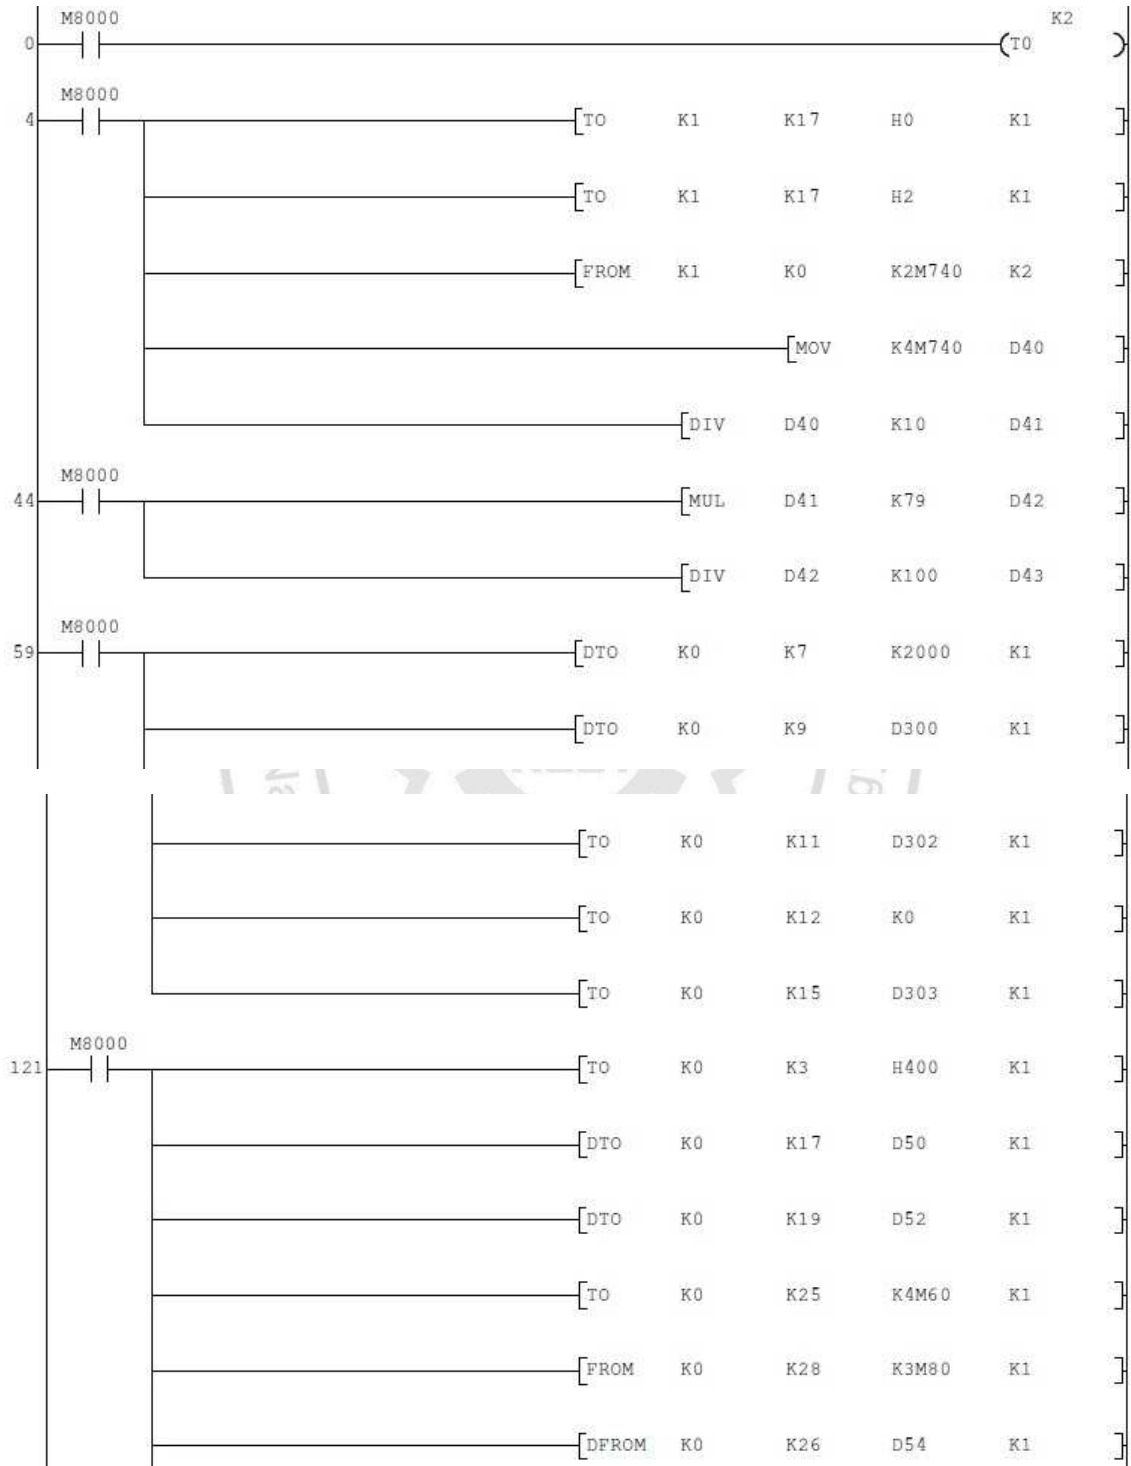 M8000 K2
0 (T0 )
M8000
4 [TO K1 K17 H0 K1 ]
[TO K1 K17 H2 K1 ]
[FROM K1 K0 K2M740 K2 ]
[MOV K4M740 D40 ]
[DIV D40 K10 D41 ]
M8000
44 [MUL D41 K79 D42 ]
[DIV D42 K100 D43 ]
M8000
59 [DTO K0 K7 K2000 K1 ]
[DTO K0 K9 D300 K1 ]
[TO K0 K11 D302 K1 ]
[TO K0 K12 K0 K1 ]
[TO K0 K15 D303 K1 ]
M8000
121 [TO K0 K3 H400 K1 ]
[DTO K0 K17 D50 K1 ]
[DTO K0 K19 D52 K1 ]
[TO K0 K25 K4M60 K1 ]
[FROM K0 K28 K3M80 K1 ]
[DFROM K0 K26 D54 K1 ]